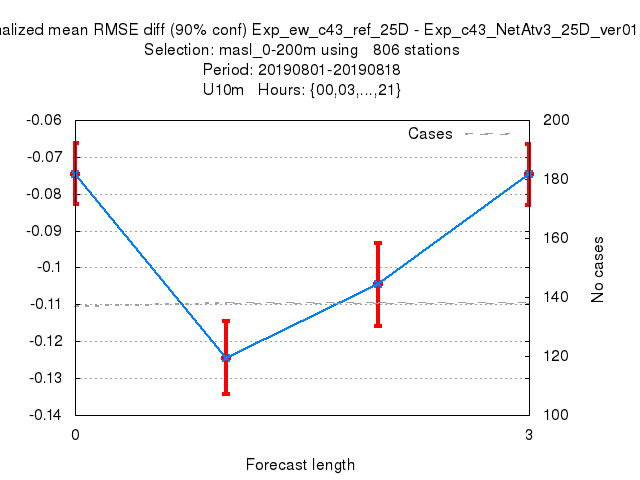 nalized mean RMSE diff (90% conf) Exp_ew_c43_ref_25D - Exp_c43_NetAtv3_25D_ver01
Selection: masl_0-200m using 806 stations
Period: 20190801-20190818
U10m Hours: {00,03,...,21}
-0.06
-0.07
-0.08
-0.09
-0.1
-0.11
-0.12
-0.13
-0.14
Cases
200
180
160
140
120
100
No cases
0
3
Forecast length